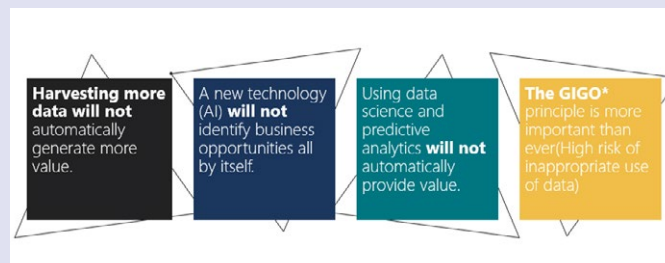 Harvesting more
data will not
automatically
generate more
value.
A new technology
(AI) will not
identify business
opportunities all
by itself.
Using data
science and
predictive
analytics will not
automatically
provide value.
The GIGO*
principle is more
important than
ever(High risk of
inappropriate use
of data)